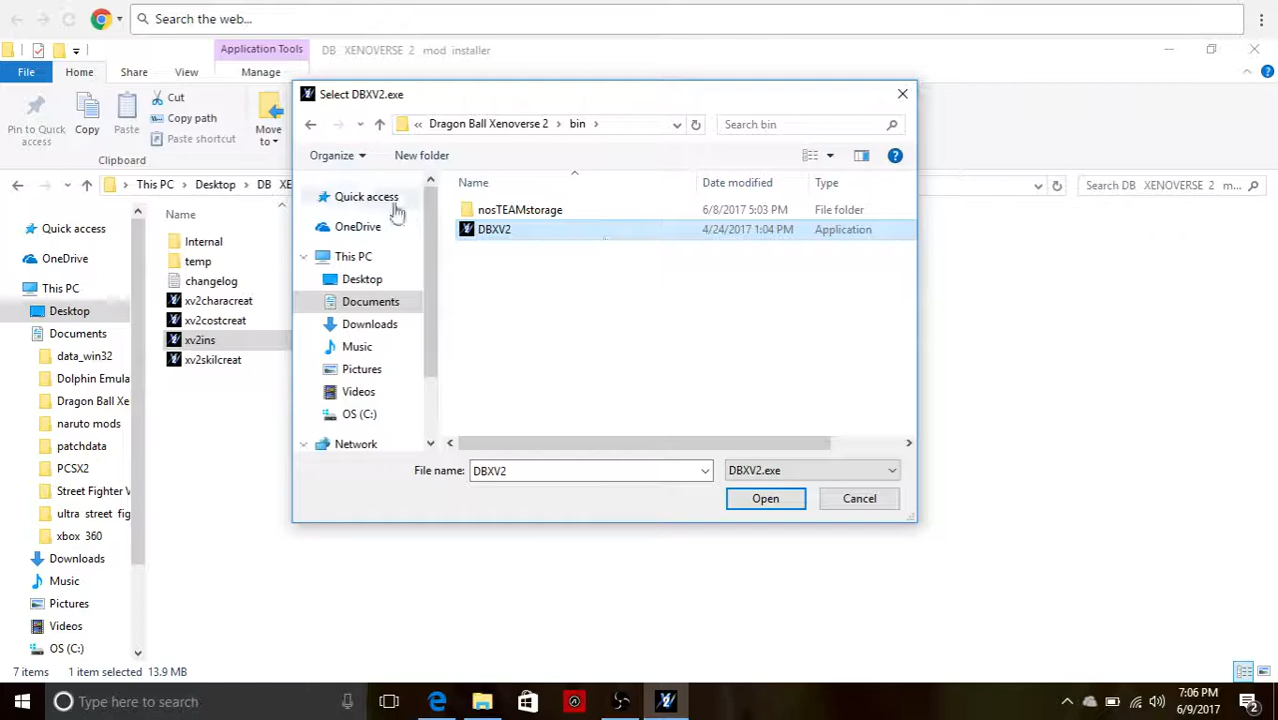 Search the web...
Application Tools
DB XENOVERSE 2 mod installer
File
Home
Share
View
Manage
Pin to Quick access
Copy
Paste
Cut
Copy path
Paste shortcut
Clipboard
Move to
This PC
Desktop
DB XE
Search DB XENOVERSE 2 mod ...
Quick access
OneDrive
This PC
Desktop
Documents
data_win32
Dolphin Emula
Dragon Ball Xe
naruto mods
patchdata
PCSX2
Street Fighter V
ultra street fig
xbox 360
Downloads
Music
Pictures
Videos
OS (C:)
Name
Internal
temp
changelog
xv2characreat
xv2costcreat
xv2ins
xv2skilcreat
Select DBXV2.exe
« Dragon Ball Xenoverse 2 > bin >
Search bin
Organize
New folder
Quick access
OneDrive
This PC
Desktop
Documents
Downloads
Music
Pictures
Videos
OS (C:)
Network
Name Date modified Type
nosTEAMstorage 6/8/2017 5:03 PM File folder
DBXV2 4/24/2017 1:04 PM Application
File name: DBXV2
DBXV2.exe
Open
Cancel
7 items 1 item selected 13.9 MB
Type here to search
7:06 PM
6/9/2017
2